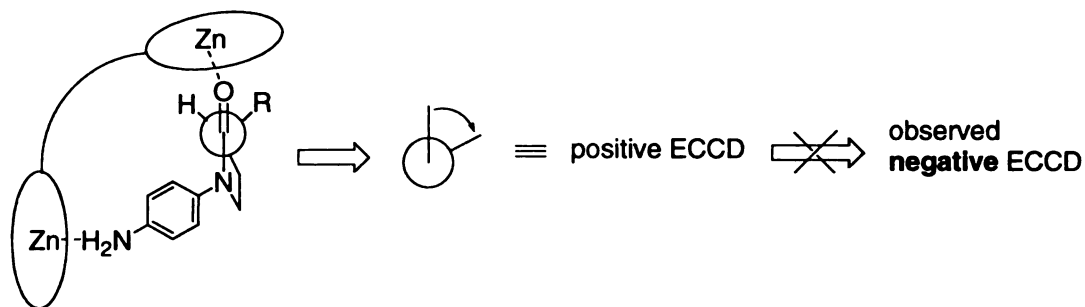 Zn
O
H R
N
Zn--H₂N
≡ positive ECCD
observed
negative ECCD